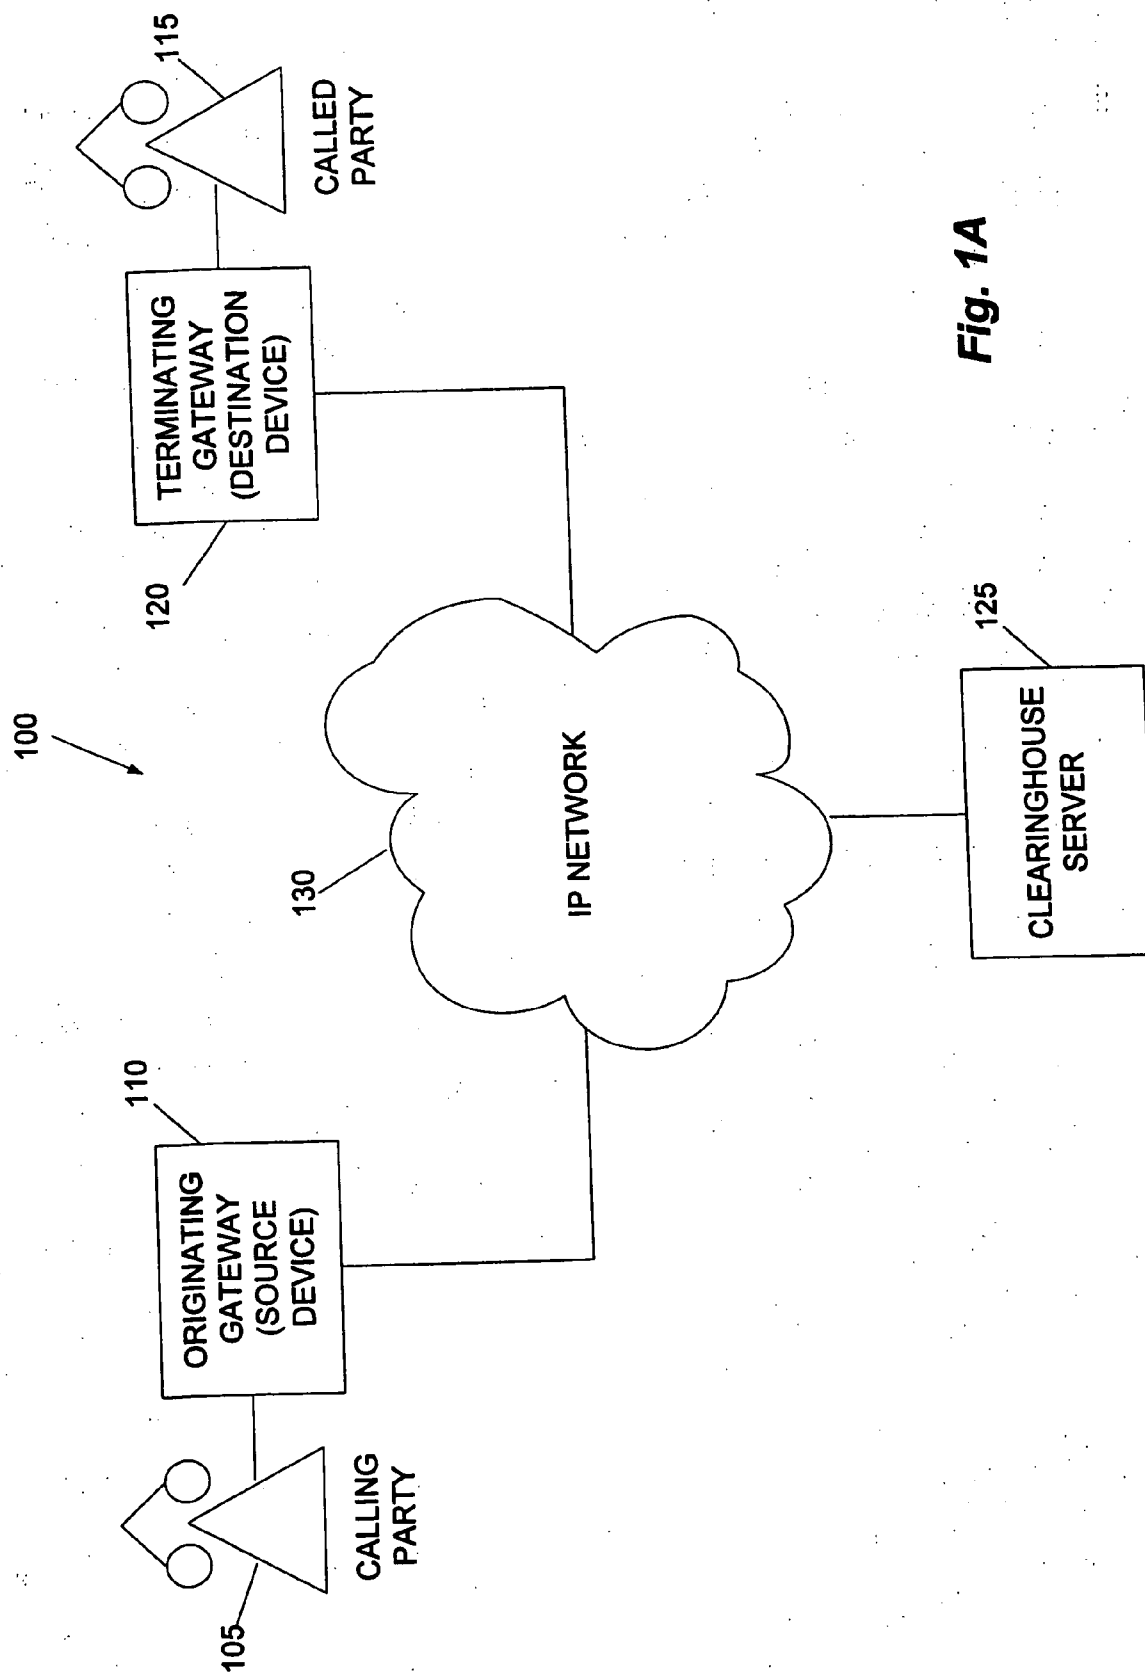 100
115
CALLED
PARTY
TERMINATING
GATEWAY
(DESTINATION
DEVICE)
120
110
ORIGINATING
GATEWAY
(SOURCE
DEVICE)
105
CALLING
PARTY
130
IP NETWORK
125
CLEARINGHOUSE
SERVER
Fig. 1A